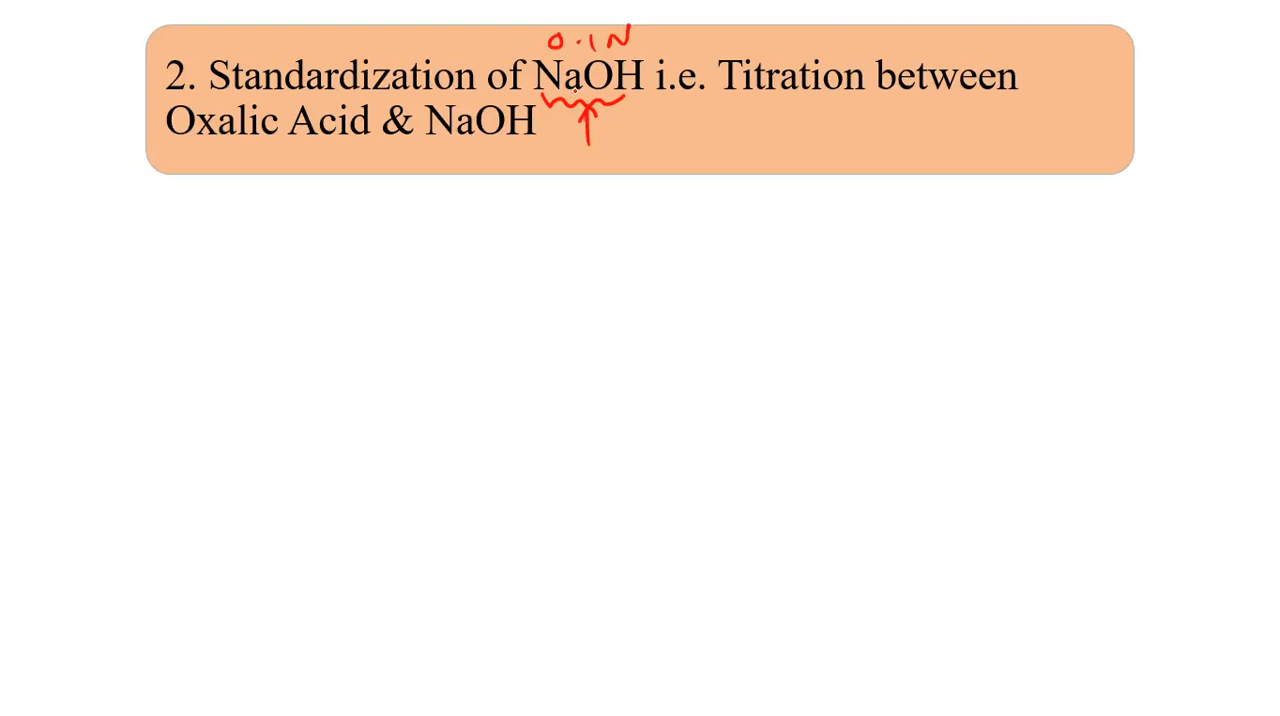 0.1N
2. Standardization of NaOH i.e. Titration between
Oxalic Acid & NaOH